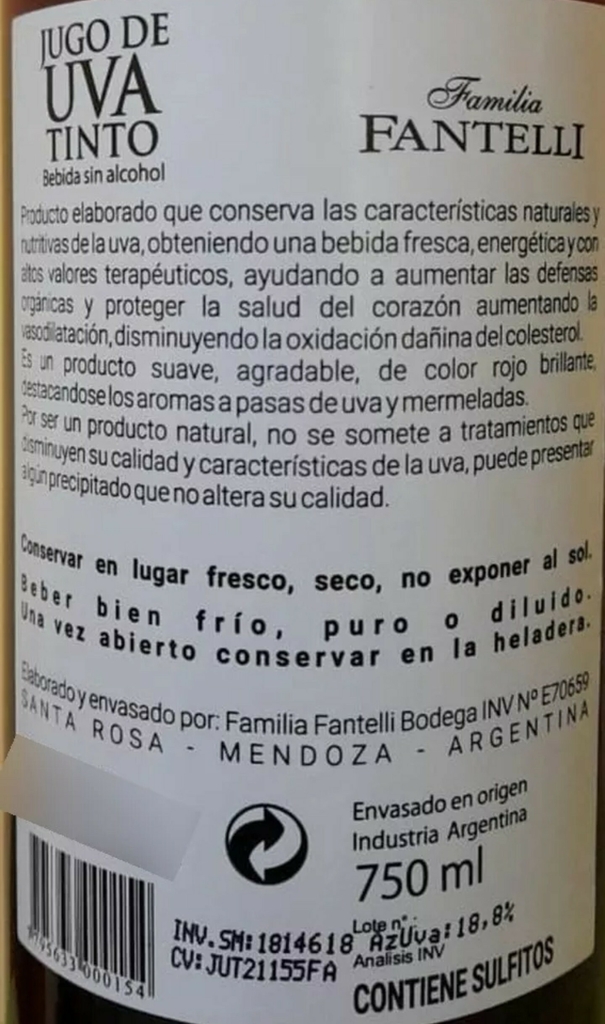 JUGO DE
UVA
TINTO
Bebida sin alcohol
Familia
FANTELLI
Producto elaborado que conserva las características naturales y
nutritivas de la uva, obteniendo una bebida fresca, energética y con
altos valores terapéuticos, ayudando a aumentar las defensas
orgánicas y proteger la salud del corazón aumentando la
vasodilatación, disminuyendo la oxidación dañina del colesterol.
Es un producto suave, agradable, de color rojo brillante,
destacandose los aromas a pasas de uva y mermeladas.
Por ser un producto natural, no se somete a tratamientos que
disminuyen su calidad y características de la uva, puede presentar
algún precipitado que no altera su calidad.
Conservar en lugar fresco, seco, no exponer al sol.
Beber bien frío, puro o diluido.
Una vez abierto conservar en la heladera.
Elaborado y envasado por: Familia Fantelli Bodega INV Nº E70659
SANTA ROSA - MENDOZA - ARGENTINA
Envasado en origen
Industria Argentina
750 ml
Lote n°:
INV.SM:1814618 AzUva:18,8%
CV:JUT21155FA Analisis INV
CONTIENE SULFITOS
000154